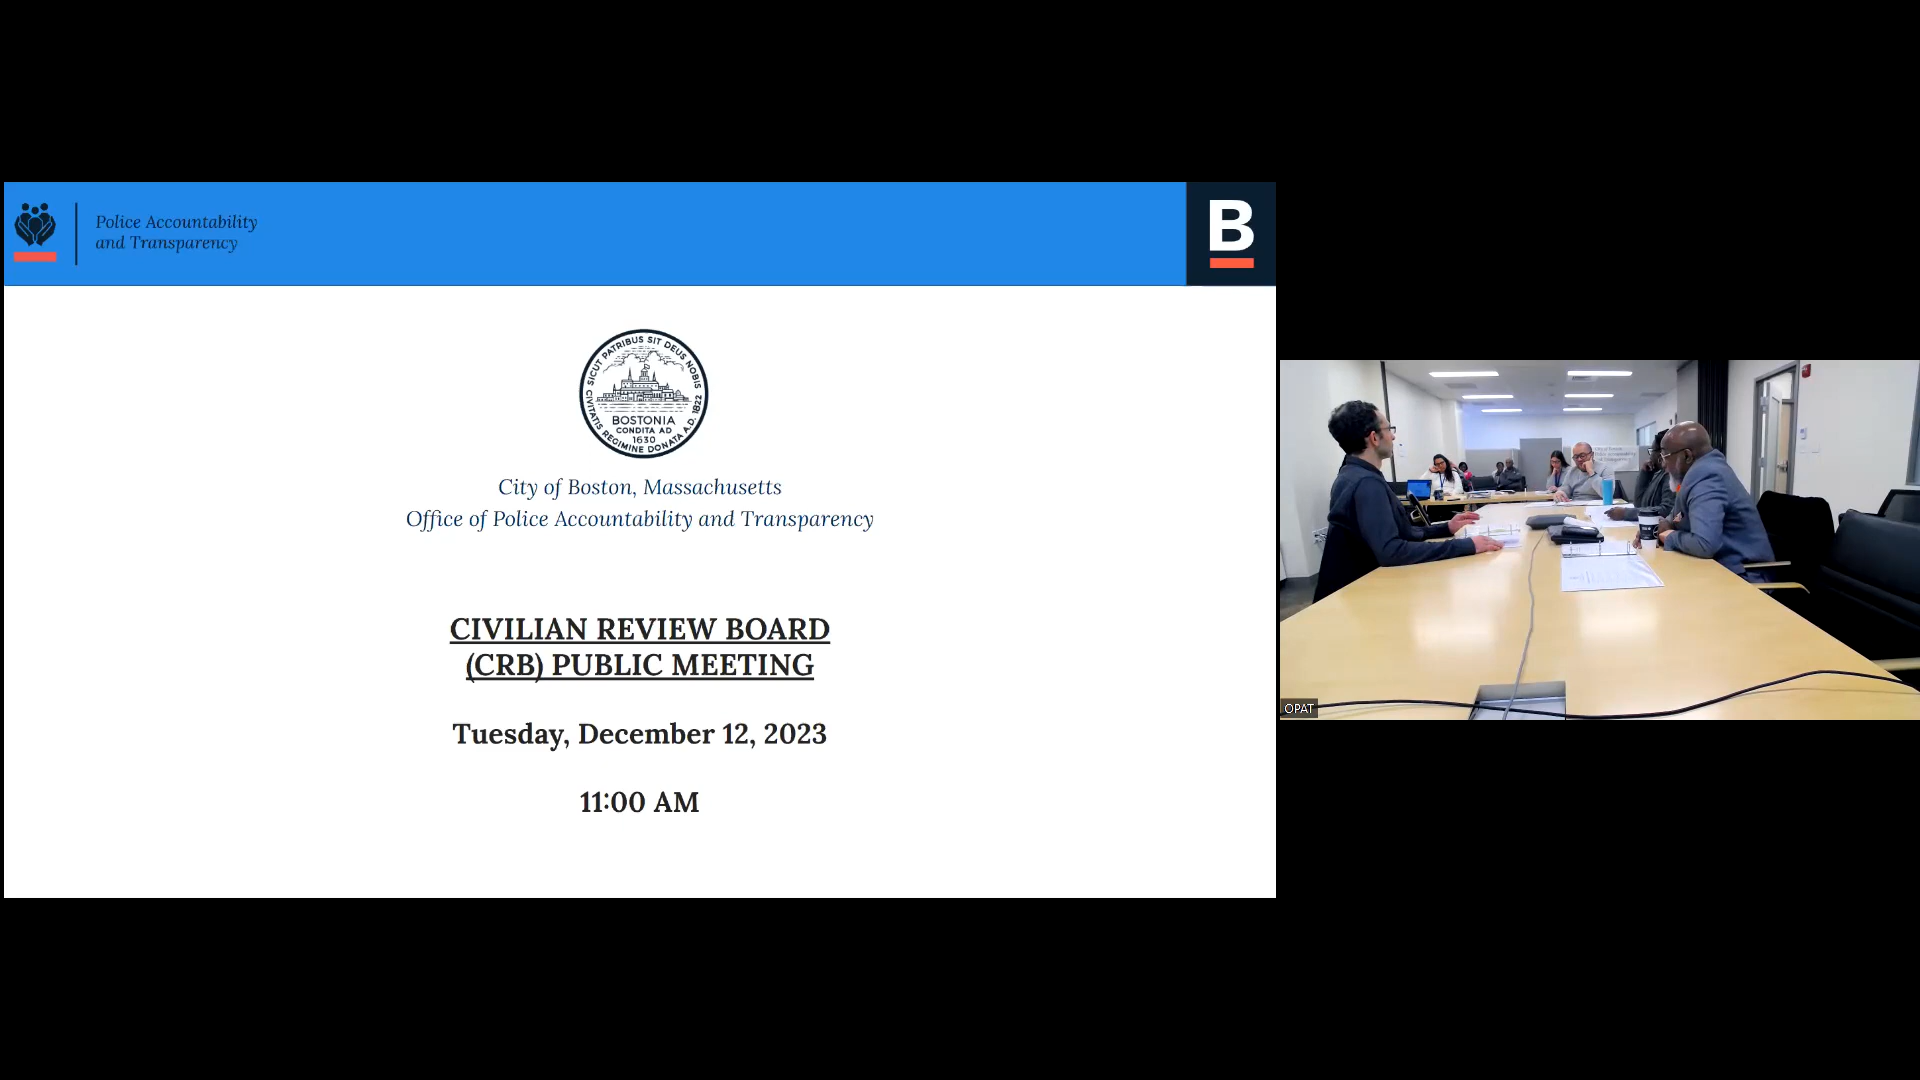 Police Accountability
and Transparency
B
SICUT PATRIBUS SIT DEUS NOBIS
BOSTONIA
CONDITA AD
1630
CIVITATIS REGIMINE DONATA A.D. 1822
City of Boston, Massachusetts
Office of Police Accountability and Transparency
CIVILIAN REVIEW BOARD
(CRB) PUBLIC MEETING
Tuesday, December 12, 2023
11:00 AM
OPAT